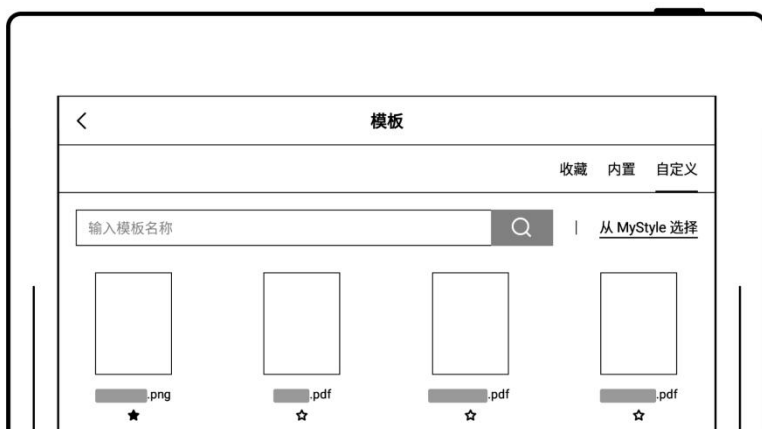 模板
收藏 内置 自定义
输入模板名称 | 从 MyStyle 选择
.png .pdf .pdf .pdf